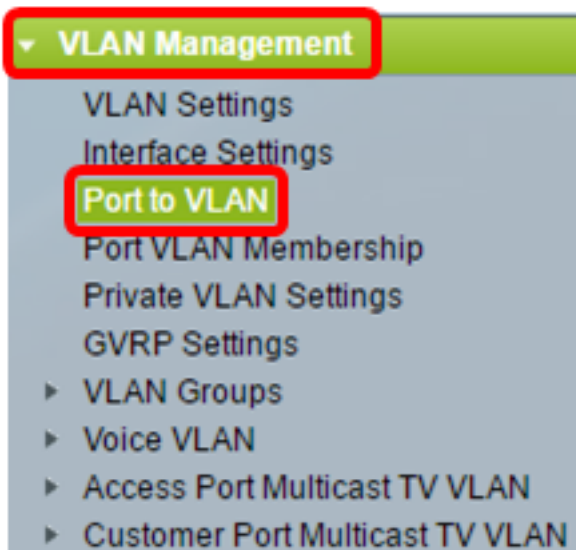 VLAN Management
VLAN Settings
Interface Settings
Port to VLAN
Port VLAN Membership
Private VLAN Settings
GVRP Settings
VLAN Groups
Voice VLAN
Access Port Multicast TV VLAN
Customer Port Multicast TV VLAN